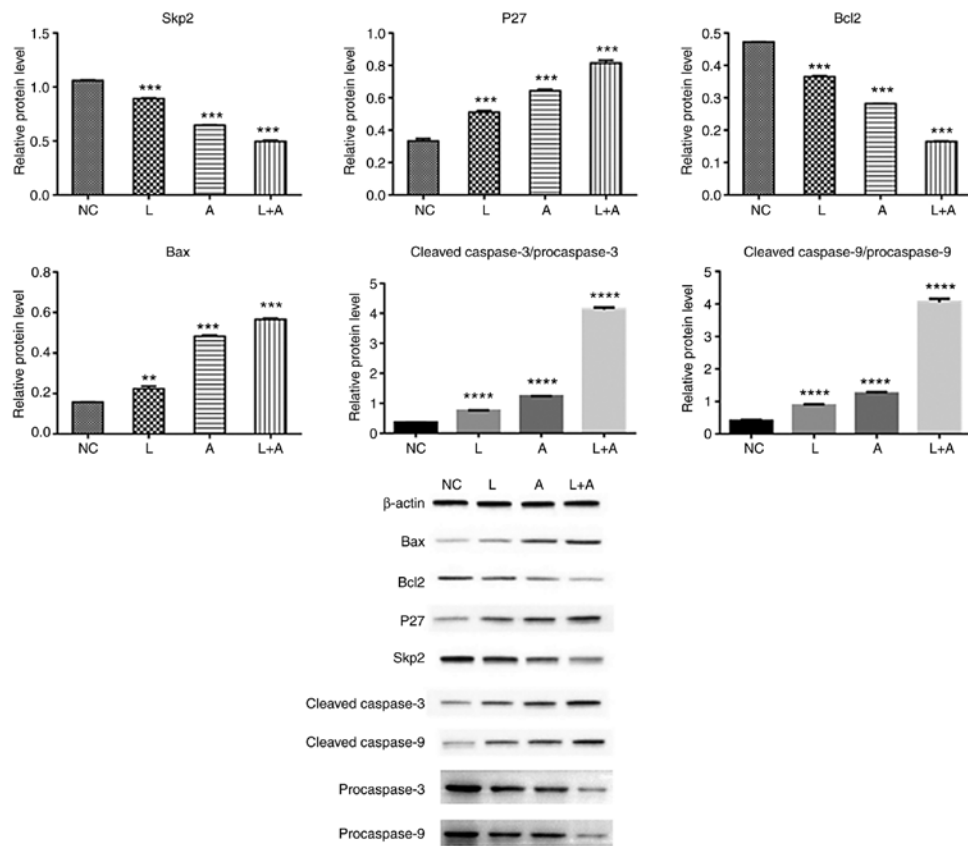 Skp2
Relative protein level
1.5
1.0
0.5
0.0
***
***
***
NC L A L+A
P27
Relative protein level
1.0
0.8
0.6
0.4
0.2
0.0
***
***
***
NC L A L+A
Bcl2
Relative protein level
0.5
0.4
0.3
0.2
0.1
0.0
***
***
***
NC L A L+A
Bax
Relative protein level
0.8
0.6
0.4
0.2
0.0
**
***
***
NC L A L+A
Cleaved caspase-3/procaspase-3
Relative protein level
5
4
3
2
1
0
****
****
****
NC L A L+A
Cleaved caspase-9/procaspase-9
Relative protein level
5
4
3
2
1
0
****
****
****
NC L A L+A
NC L A L+A
β-actin
Bax
Bcl2
P27
Skp2
Cleaved caspase-3
Cleaved caspase-9
Procaspase-3
Procaspase-9